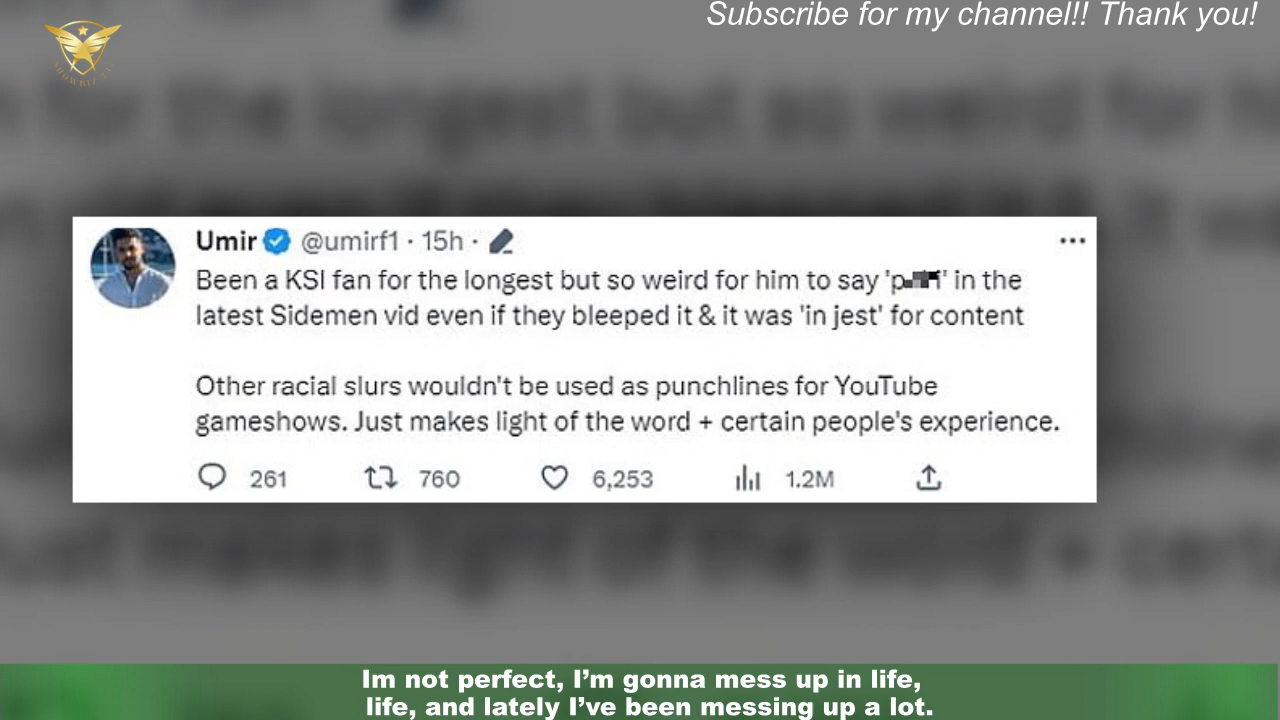 Subscribe for my channel!! Thank you!
SHOWBIZ
Umir @umirf1 · 15h ·
Been a KSI fan for the longest but so weird for him to say 'p i' in the
latest Sidemen vid even if they bleeped it & it was 'in jest' for content
Other racial slurs wouldn't be used as punchlines for YouTube
gameshows. Just makes light of the word + certain people's experience.
261 760 6,253 1.2M
Im not perfect, I’m gonna mess up in life,
life, and lately I’ve been messing up a lot.